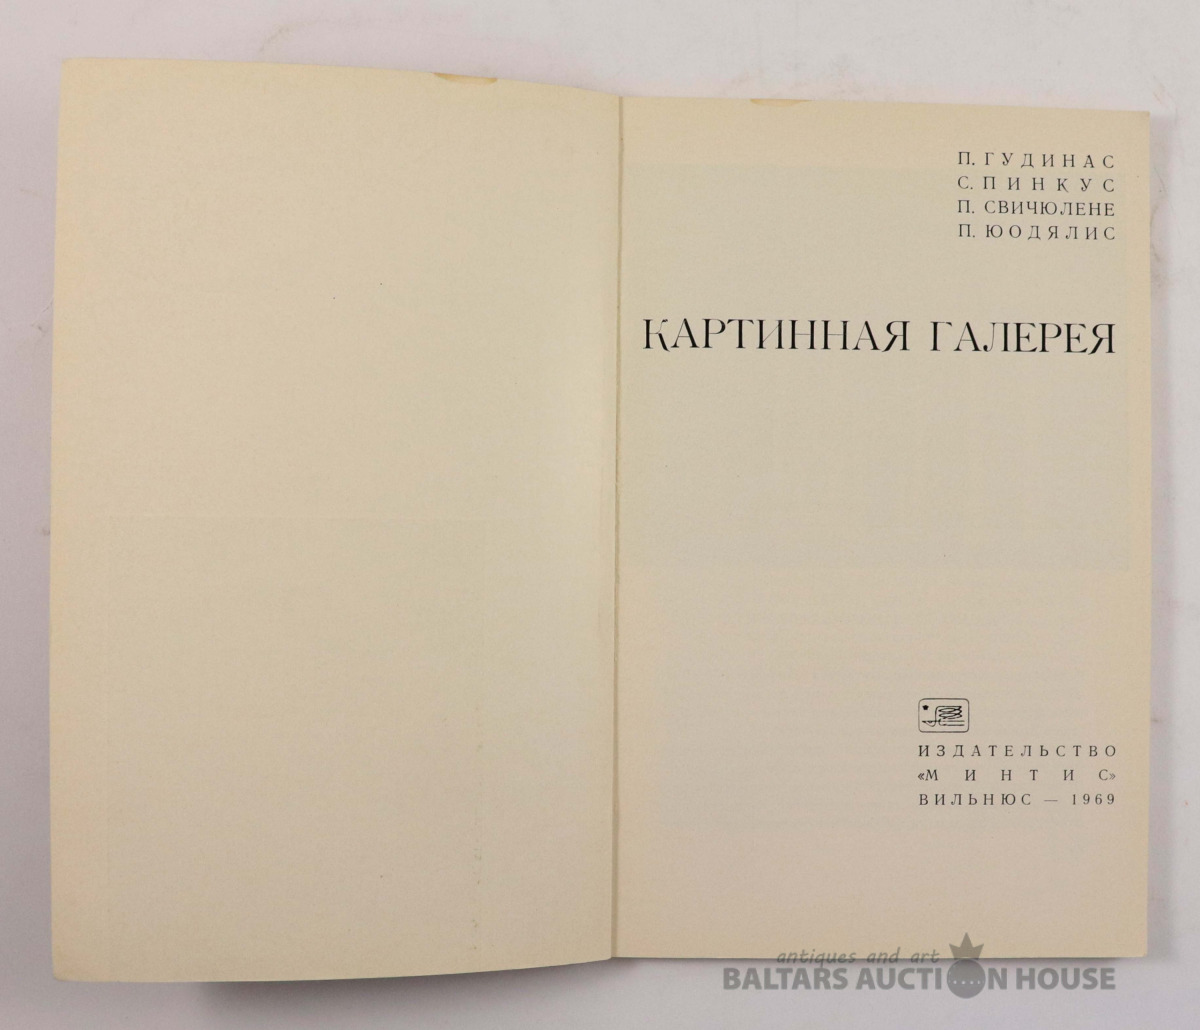 П. ГУДИНАС
С. ПИНКУС
П. СВИЧЮЛЕНЕ
П. ЮОДЯЛИС
КАРТИННАЯ ГАЛЕРЕЯ
ИЗДАТЕЛЬСТВО
«МИНТИС»
ВИЛЬНЮС — 1969
antiques and art
BALTARS AUCTION HOUSE